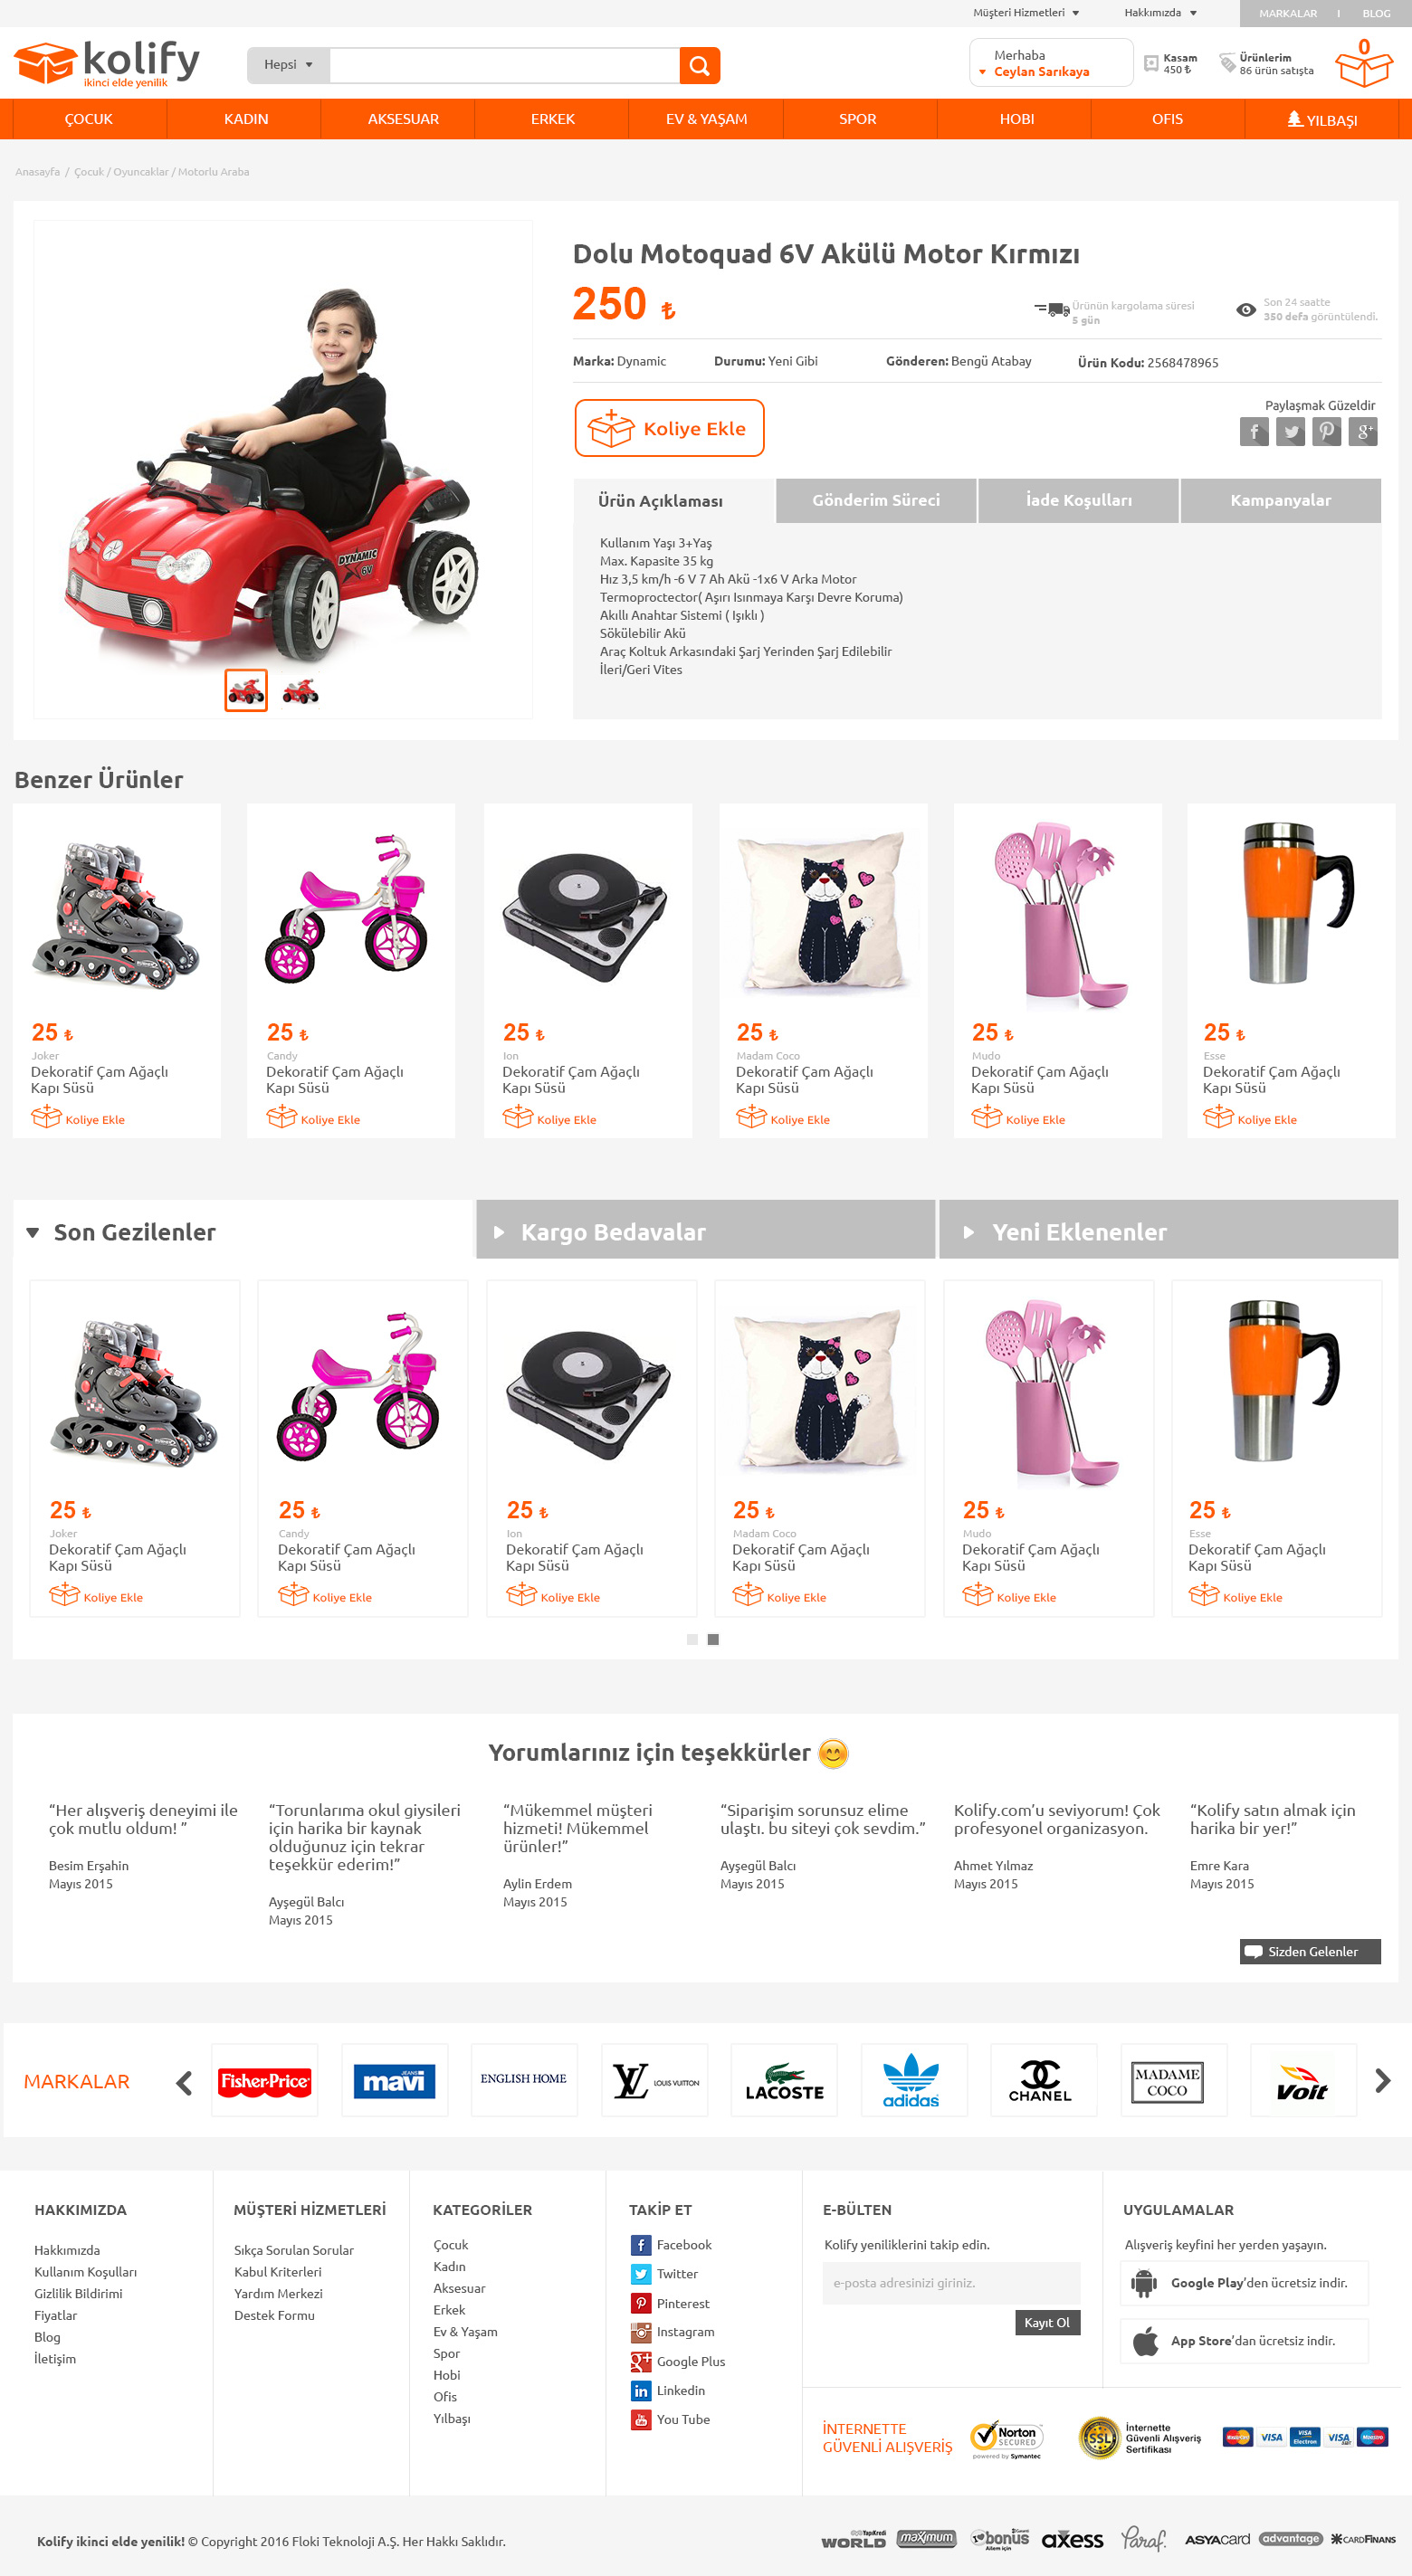 Müşteri Hizmetleri
Hakkımızda
MARKALAR I BLOG
kolify
ikinci elde yenilik
Hepsi
Merhaba
Ceylan Sarıkaya
Kasam
450 ₺
Ürünlerim
86 ürün satışta
0
ÇOCUK KADIN AKSESUAR ERKEK EV & YAŞAM SPOR HOBI OFIS YILBAŞI
Anasayfa / Çocuk / Oyuncaklar / Motorlu Araba
DYNAMIC
6V
Dolu Motoquad 6V Akülü Motor Kırmızı
250 ₺
Ürünün kargolama süresi
5 gün
Son 24 saatte
350 defa görüntülendi.
Marka: Dynamic Durumu: Yeni Gibi Gönderen: Bengü Atabay Ürün Kodu: 2568478965
Koliye Ekle
Paylaşmak Güzeldir
Ürün Açıklaması Gönderim Süreci İade Koşulları Kampanyalar
Kullanım Yaşı 3+Yaş
Max. Kapasite 35 kg
Hız 3,5 km/h -6 V 7 Ah Akü -1x6 V Arka Motor
Termoproctector( Aşırı Isınmaya Karşı Devre Koruma)
Akıllı Anahtar Sistemi ( Işıklı )
Sökülebilir Akü
Araç Koltuk Arkasındaki Şarj Yerinden Şarj Edilebilir
İleri/Geri Vites
Benzer Ürünler
25 ₺ 25 ₺ 25 ₺ 25 ₺ 25 ₺ 25 ₺
Joker Candy Ion Madam Coco Mudo Esse
Dekoratif Çam Ağaçlı Dekoratif Çam Ağaçlı Dekoratif Çam Ağaçlı Dekoratif Çam Ağaçlı Dekoratif Çam Ağaçlı Dekoratif Çam Ağaçlı
Kapı Süsü Kapı Süsü Kapı Süsü Kapı Süsü Kapı Süsü Kapı Süsü
Koliye Ekle Koliye Ekle Koliye Ekle Koliye Ekle Koliye Ekle Koliye Ekle
Son Gezilenler Kargo Bedavalar Yeni Eklenenler
25 ₺ 25 ₺ 25 ₺ 25 ₺ 25 ₺ 25 ₺
Joker Candy Ion Madam Coco Mudo Esse
Dekoratif Çam Ağaçlı Dekoratif Çam Ağaçlı Dekoratif Çam Ağaçlı Dekoratif Çam Ağaçlı Dekoratif Çam Ağaçlı Dekoratif Çam Ağaçlı
Kapı Süsü Kapı Süsü Kapı Süsü Kapı Süsü Kapı Süsü Kapı Süsü
Koliye Ekle Koliye Ekle Koliye Ekle Koliye Ekle Koliye Ekle Koliye Ekle
Yorumlarınız için teşekkürler
“Her alışveriş deneyimi ile
çok mutlu oldum! ”
Besim Erşahin
Mayıs 2015
“Torunlarıma okul giysileri
için harika bir kaynak
olduğunuz için tekrar
teşekkür ederim!”
Ayşegül Balcı
Mayıs 2015
“Mükemmel müşteri
hizmeti! Mükemmel
ürünler!”
Aylin Erdem
Mayıs 2015
“Siparişim sorunsuz elime
ulaştı. bu siteyi çok sevdim.”
Ayşegül Balcı
Mayıs 2015
Kolify.com’u seviyorum! Çok
profesyonel organizasyon.
Ahmet Yılmaz
Mayıs 2015
“Kolify satın almak için
harika bir yer!”
Emre Kara
Mayıs 2015
Sizden Gelenler
MARKALAR
Fisher-Price
mavi
JEANS
ENGLISH HOME
LV LOUIS VUITTON
LACOSTE
adidas
CHANEL
MADAME
COCO
Voit
HAKKIMIZDA
Hakkımızda
Kullanım Koşulları
Gizlilik Bildirimi
Fiyatlar
Blog
İletişim
MÜŞTERİ HİZMETLERİ
Sıkça Sorulan Sorular
Kabul Kriterleri
Yardım Merkezi
Destek Formu
KATEGORİLER
Çocuk
Kadın
Aksesuar
Erkek
Ev & Yaşam
Spor
Hobi
Ofis
Yılbaşı
TAKİP ET
Facebook
Twitter
Pinterest
Instagram
Google Plus
Linkedin
You Tube
E-BÜLTEN
Kolify yeniliklerini takip edin.
e-posta adresinizi giriniz.
Kayıt Ol
UYGULAMALAR
Alışveriş keyfini her yerden yaşayın.
Google Play’den ücretsiz indir.
App Store’dan ücretsiz indir.
İNTERNETTE
GÜVENLİ ALIŞVERİŞ
Norton
SECURED
powered by Symantec
SSL
İnternette
Güvenli Alışveriş
Sertifikası
MasterCard VISA VISA Electron VISA Maestro
Kolify ikinci elde yenilik! © Copyright 2016 Floki Teknoloji A.Ş. Her Hakkı Saklıdır.
YapıKredi
WORLD maximum bonus axess Paraf ASYACARD advantage CARDFINANS
Garanti
Ailem için